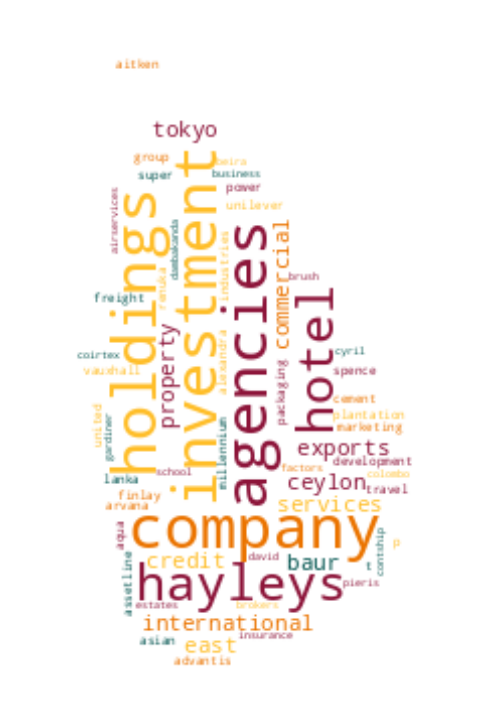 aitken
tokyo
group
beira
super
business
power
airservices
holdings
investment
unilever
dambakanda
renuka
industries
agencies
commercial
brush
freight
hotel
property
alexandra
coirtex
cyril
vauxhall
spence
packaging
cement
united
gardiner
plantation
marketing
millennium
exports
development
school
factors
colombo
lanka
ceylon
travel
finlay
arvana
services
company
aqua
p
contship
credit
david
baur
t
assetline
hayleys
pieris
estates
brokers
international
insurance
asian
east
advantis